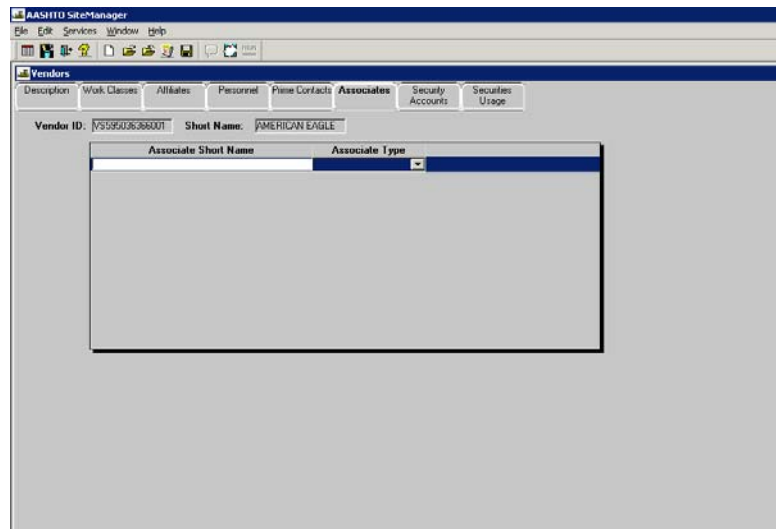 AASHTO SiteManager
File Edit Services Window Help
Vendors
Description Work Classes Affiliates Personnel Prime Contacts Associates Security Accounts Securities Usage
Vendor ID: VS595036366001 Short Name: AMERICAN EAGLE
Associate Short Name Associate Type